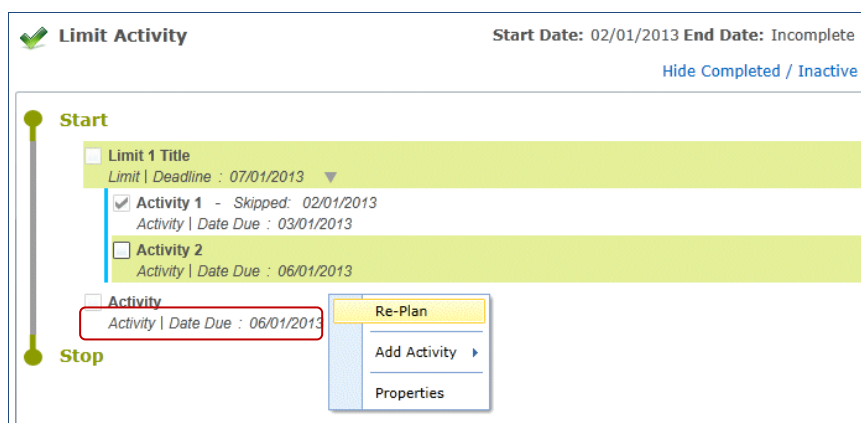 Limit Activity
Start Date: 02/01/2013 End Date: Incomplete
Hide Completed / Inactive
Start
Limit 1 Title
Limit | Deadline : 07/01/2013
Activity 1 - Skipped: 02/01/2013
Activity | Date Due : 03/01/2013
Activity 2
Activity | Date Due : 06/01/2013
Activity
Activity | Date Due : 06/01/2013
Re-Plan
Add Activity
Properties
Stop